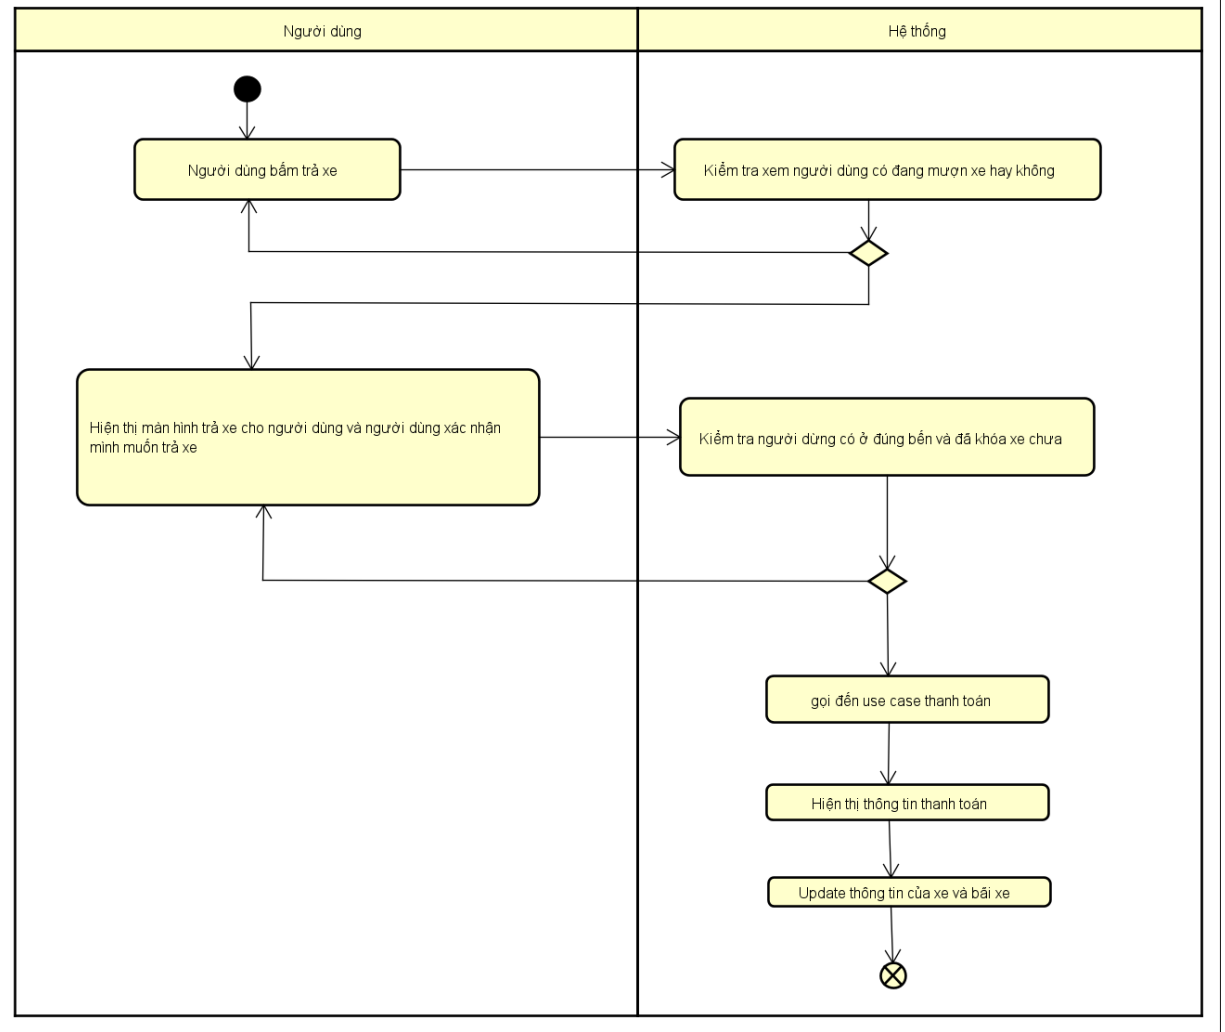 Người dùng
Hệ thống
Người dùng bấm trả xe
Kiểm tra xem người dùng có đang mượn xe hay không
Hiện thị màn hình trả xe cho người dùng và người dùng xác nhận
mình muốn trả xe
Kiểm tra người dừng có ở đúng bến và đã khóa xe chưa
gọi đến use case thanh toán
Hiện thị thông tin thanh toán
Update thông tin của xe và bãi xe